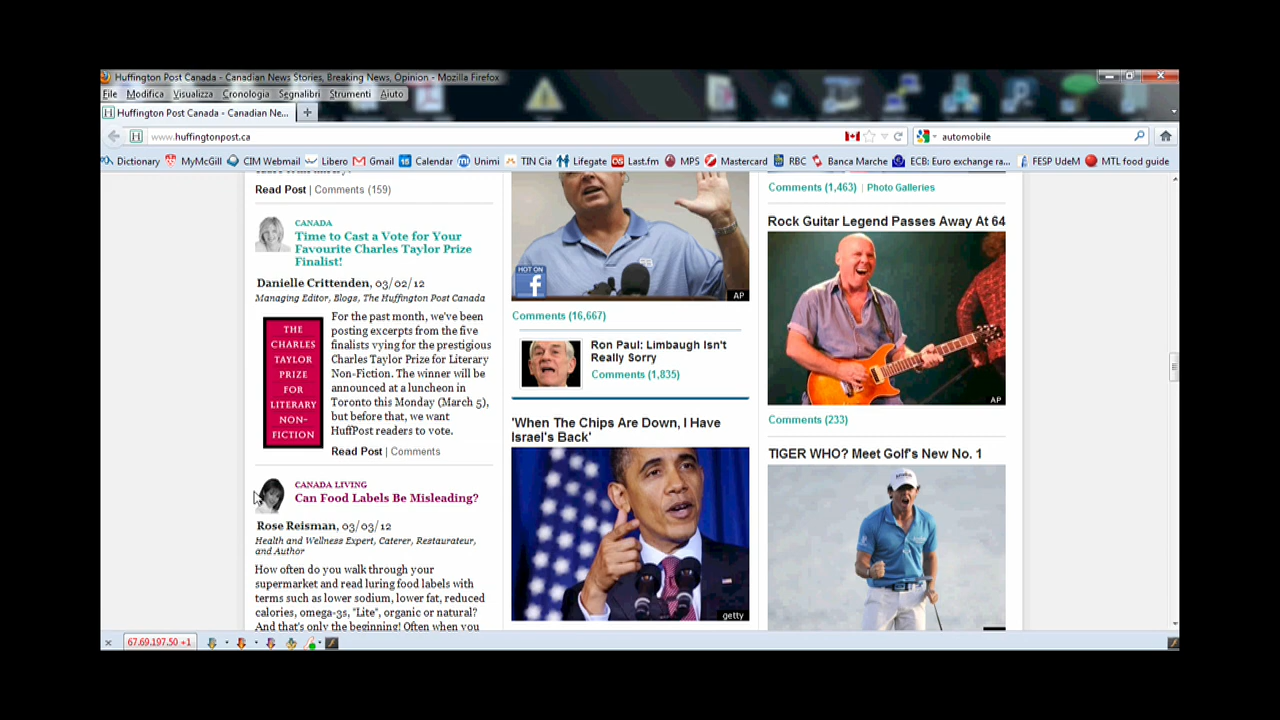 Huffington Post Canada - Canadian News Stories, Breaking News, Opinion - Mozilla Firefox
File Modifica Visualizza Cronologia Segnalibri Strumenti Aiuto
Huffington Post Canada - Canadian Ne...
www.huffingtonpost.ca
automobile
Dictionary MyMcGill CIM Webmail Libero Gmail Calendar Unimi TIN Cia Lifegate Last.fm MPS Mastercard RBC Banca Marche ECB: Euro exchange ra... FESP UdeM MTL food guide
Read Post | Comments (159)
CANADA
Time to Cast a Vote for Your
Favourite Charles Taylor Prize
Finalist!
Danielle Crittenden, 03/02/12
Managing Editor, Blogs, The Huffington Post Canada
THE
CHARLES
TAYLOR
PRIZE
FOR
LITERARY
NON-
FICTION
For the past month, we've been
posting excerpts from the five
finalists vying for the prestigious
Charles Taylor Prize for Literary
Non-Fiction. The winner will be
announced at a luncheon in
Toronto this Monday (March 5),
but before that, we want
HuffPost readers to vote.
Read Post | Comments
CANADA LIVING
Can Food Labels Be Misleading?
Rose Reisman, 03/03/12
Health and Wellness Expert, Caterer, Restaurateur,
and Author
How often do you walk through your
supermarket and read luring food labels with
terms such as lower sodium, lower fat, reduced
calories, omega-3s, "Lite", organic or natural?
And that's only the beginning! Often when you
HOT ON
f
AP
Comments (16,667)
Ron Paul: Limbaugh Isn't
Really Sorry
Comments (1,835)
'When The Chips Are Down, I Have
Israel's Back'
getty
Comments (1,463) | Photo Galleries
Rock Guitar Legend Passes Away At 64
AP
Comments (233)
TIGER WHO? Meet Golf's New No. 1
67.69.197.50 +1